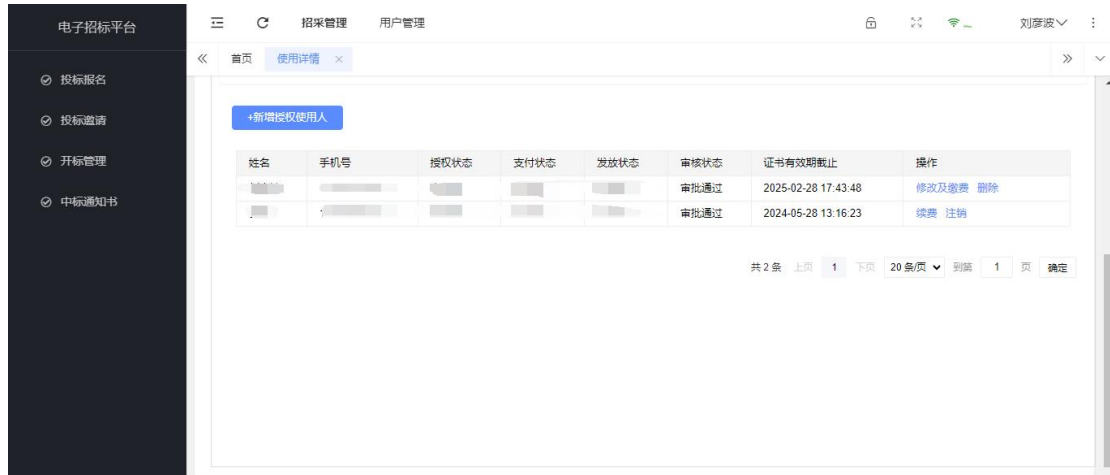 电子招标平台
招采管理 用户管理 刘彦波
首页 使用详情
投标报名
投标邀请
开标管理
中标通知书
+新增授权使用人
姓名 手机号 授权状态 支付状态 发放状态 审核状态 证书有效期截止 操作
审批通过 2025-02-28 17:43:48 修改及缴费 删除
审批通过 2024-05-28 13:16:23 续费 注销
共 2 条 上页 1 下页 20 条/页 到第 1 页 确定